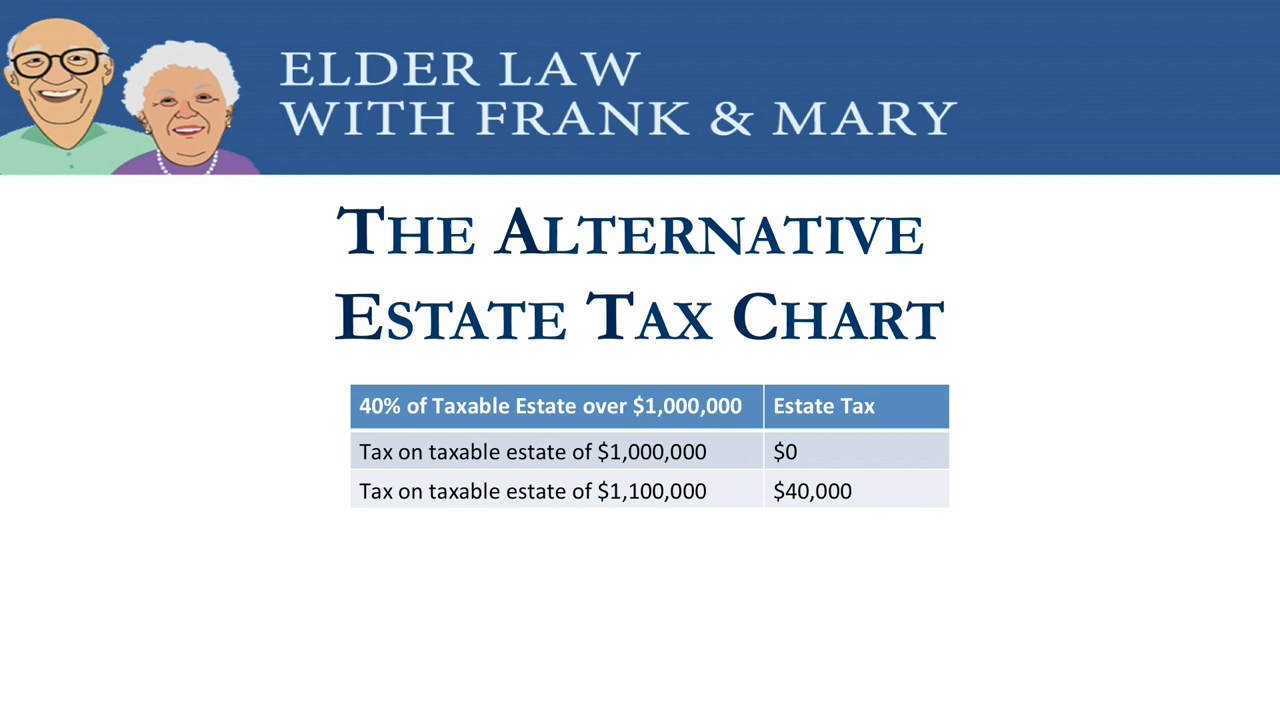 ELDER LAW
WITH FRANK & MARY
THE ALTERNATIVE
ESTATE TAX CHART
40% of Taxable Estate over $1,000,000 Estate Tax
Tax on taxable estate of $1,000,000 $0
Tax on taxable estate of $1,100,000 $40,000